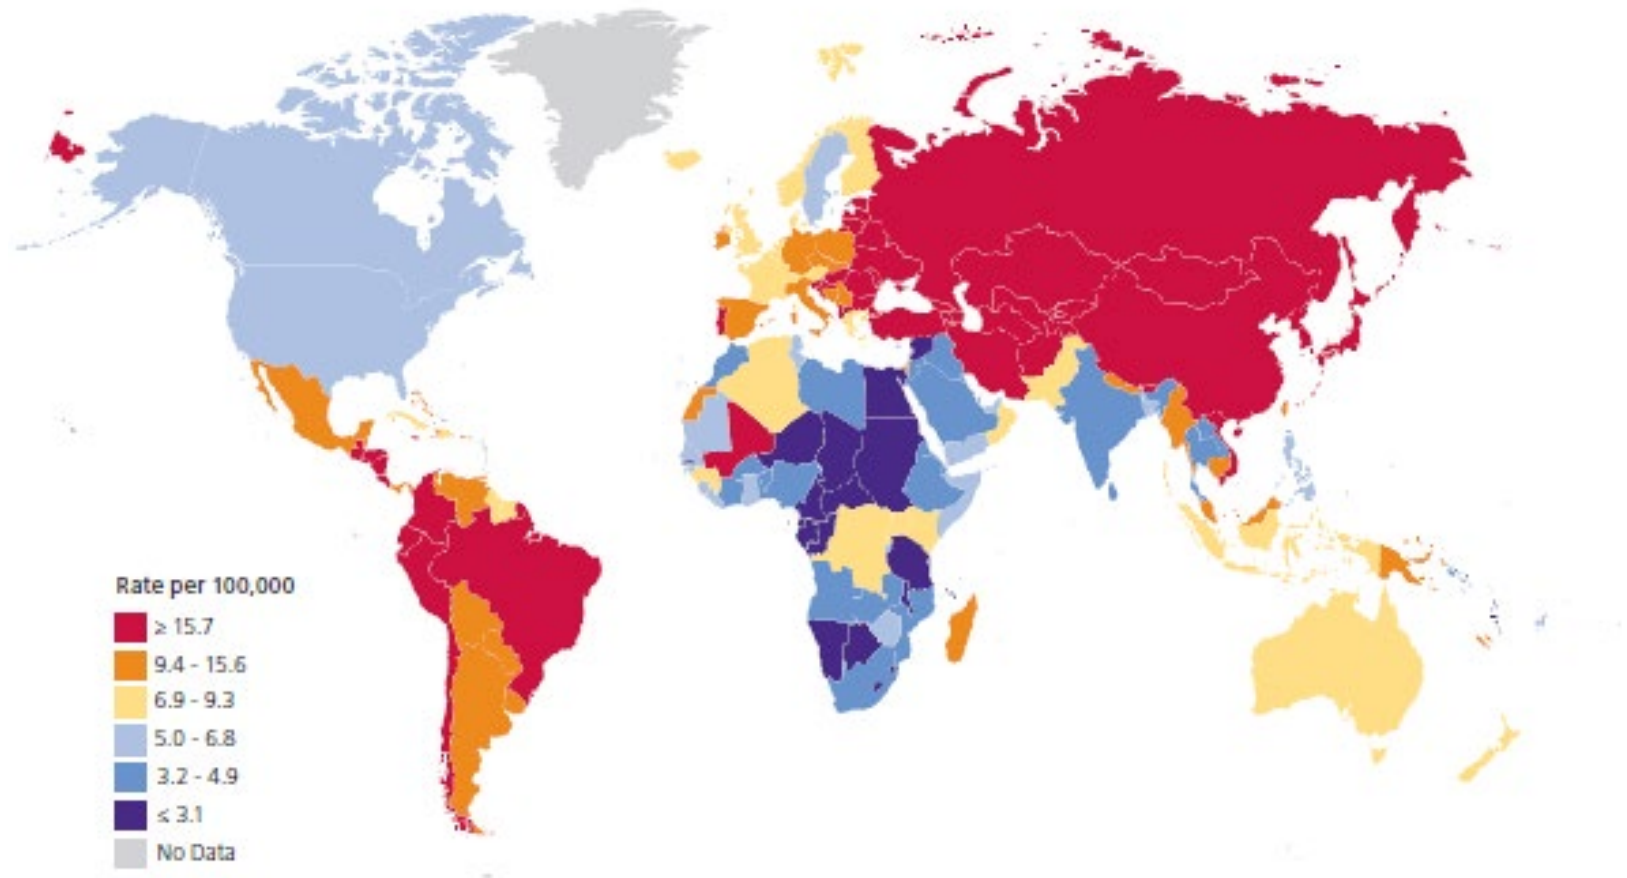 Rate per 100,000
≥ 15.7
9.4 - 15.6
6.9 - 9.3
5.0 - 6.8
3.2 - 4.9
≤ 3.1
No Data